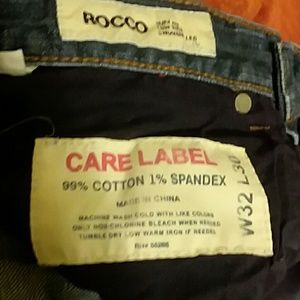 ROCCO
CARE LABEL
99% COTTON 1% SPANDEX
MADE IN CHINA
MACHINE WASH COLD WITH LIKE COLORS
ONLY NON-CHLORINE BLEACH WHEN NEEDED
TUMBLE DRY LOW WARM IRON IF NEEDED
W32 L30